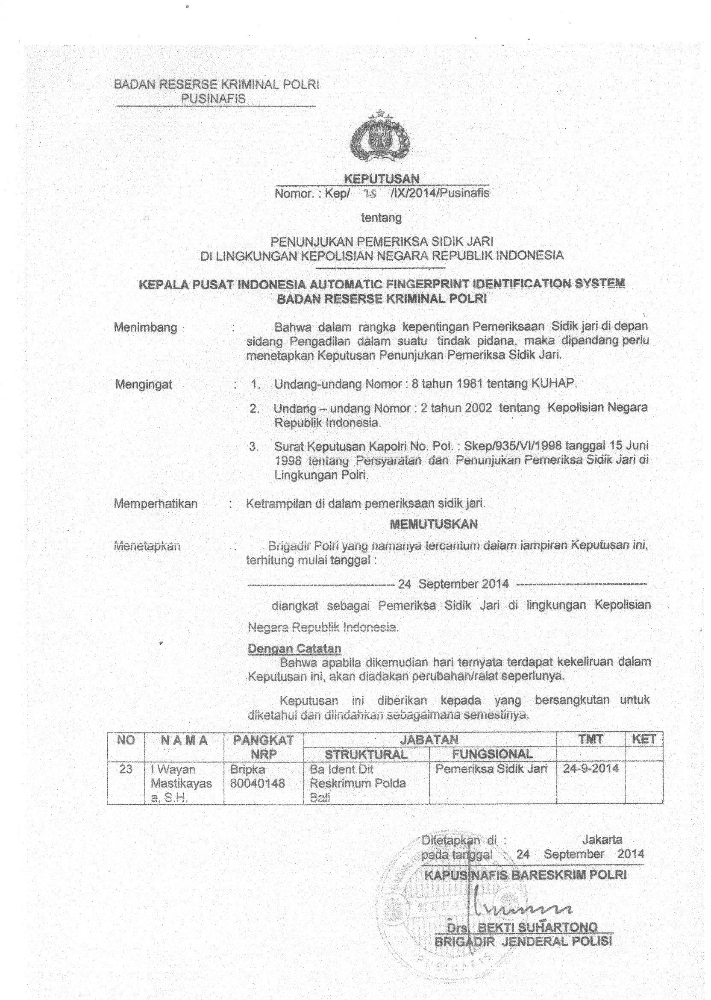 BADAN RESERSE KRIMINAL POLRI
PUSINAFIS
KEPUTUSAN
Nomor. : Kep/ 25 /IX/2014/Pusinafis
tentang
PENUNJUKAN PEMERIKSA SIDIK JARI
DI LINGKUNGAN KEPOLISIAN NEGARA REPUBLIK INDONESIA
KEPALA PUSAT INDONESIA AUTOMATIC FINGERPRINT IDENTIFICATION SYSTEM
BADAN RESERSE KRIMINAL POLRI
Menimbang : Bahwa dalam rangka kepentingan Pemeriksaan Sidik jari di depan
sidang Pengadilan dalam suatu tindak pidana, maka dipandang perlu
menetapkan Keputusan Penunjukan Pemeriksa Sidik Jari.
Mengingat : 1. Undang-undang Nomor : 8 tahun 1981 tentang KUHAP.
2. Undang – undang Nomor : 2 tahun 2002 tentang Kepolisian Negara
Republik Indonesia.
3. Surat Keputusan Kapolri No. Pol. : Skep/935/VI/1998 tanggal 15 Juni
1998 tentang Persyaratan dan Penunjukan Pemeriksa Sidik Jari di
Lingkungan Polri.
Memperhatikan : Ketrampilan di dalam pemeriksaan sidik jari.
MEMUTUSKAN
Menetapkan : Brigadir Polri yang namanya tercantum dalam lampiran Keputusan ini,
terhitung mulai tanggal :
------------------------------------ 24 September 2014 --------------------------------
diangkat sebagai Pemeriksa Sidik Jari di lingkungan Kepolisian
Negara Republik Indonesia.
Dengan Catatan
Bahwa apabila dikemudian hari ternyata terdapat kekeliruan dalam
Keputusan ini, akan diadakan perubahan/ralat seperlunya.
Keputusan ini diberikan kepada yang bersangkutan untuk
diketahui dan diindahkan sebagaimana semestinya.
NO N A M A PANGKAT JABATAN TMT KET
NRP STRUKTURAL FUNGSIONAL
23 I Wayan Bripka Ba Ident Dit Pemeriksa Sidik Jari 24-9-2014
Mastikayas 80040148 Reskrimum Polda
a, S.H. Bali
Ditetapkan di : Jakarta
pada tanggal : 24 September 2014
KAPUSINAFIS BARESKRIM POLRI
KEPALA
Drs. BEKTI SUHARTONO
BRIGADIR JENDERAL POLISI
PUSINAFIS